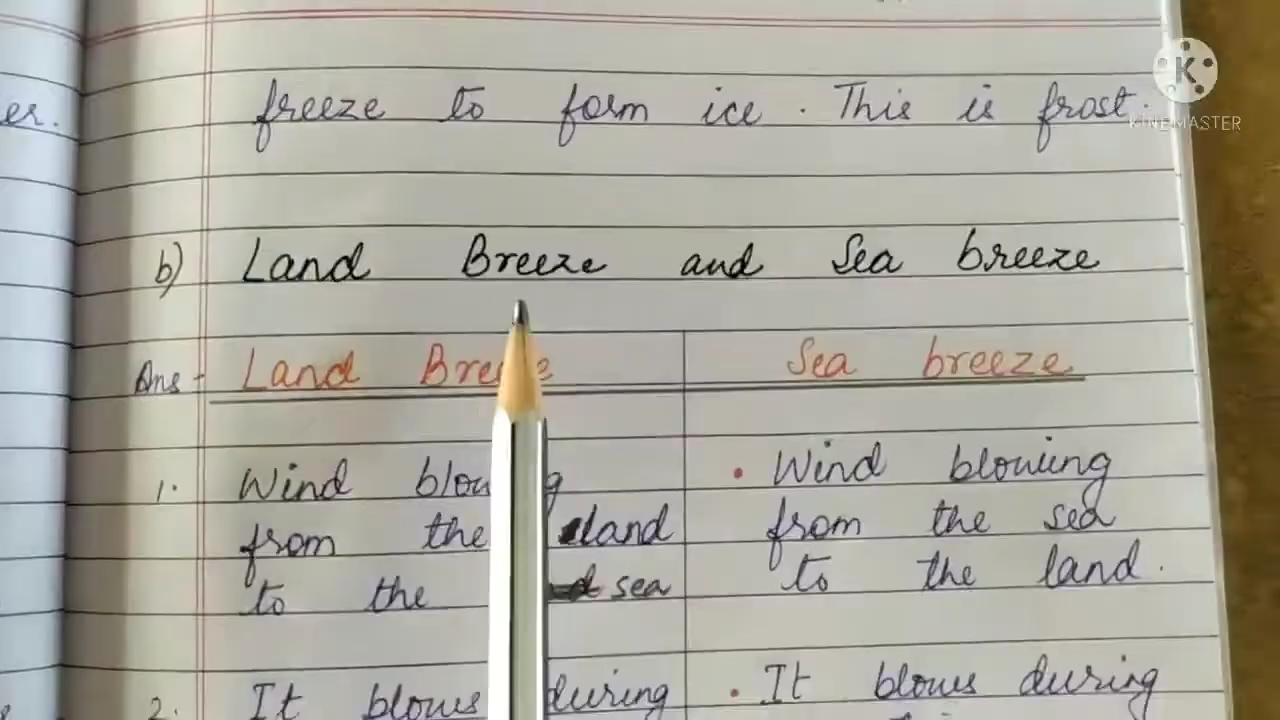 er.
freeze to form ice. This is frost.
KINEMASTER
b) Land Breeze and Sea breeze
Ans - Land Sea breeze
1. Wind • Wind blowing
from the land from the sea
to the sea to the land.
2. It blows during • It blows during